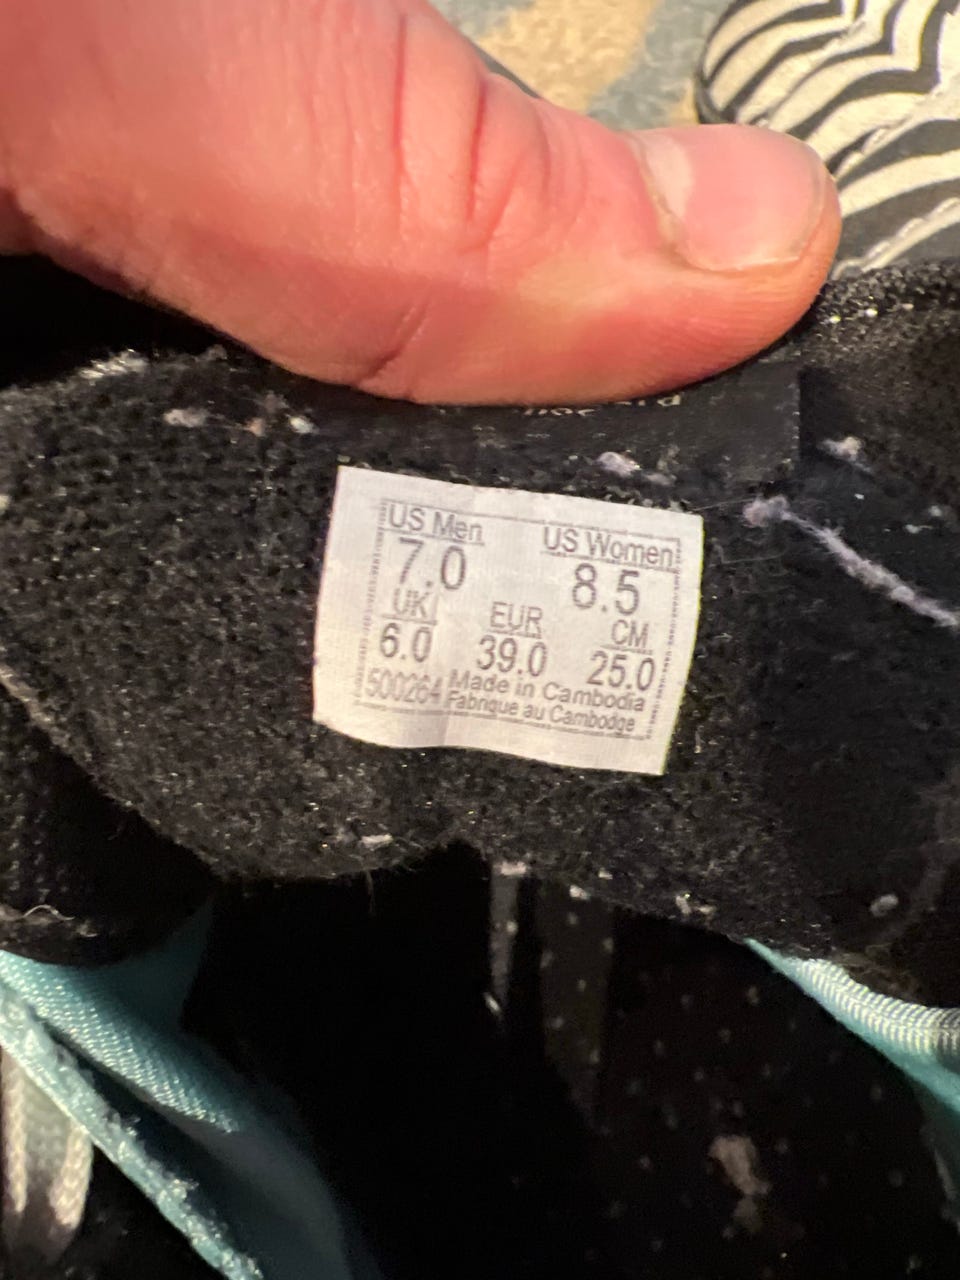 US Men US Women
7.0 8.5
UK EUR CM
6.0 39.0 25.0
500264 Made in Cambodia
Fabrique au Cambodge